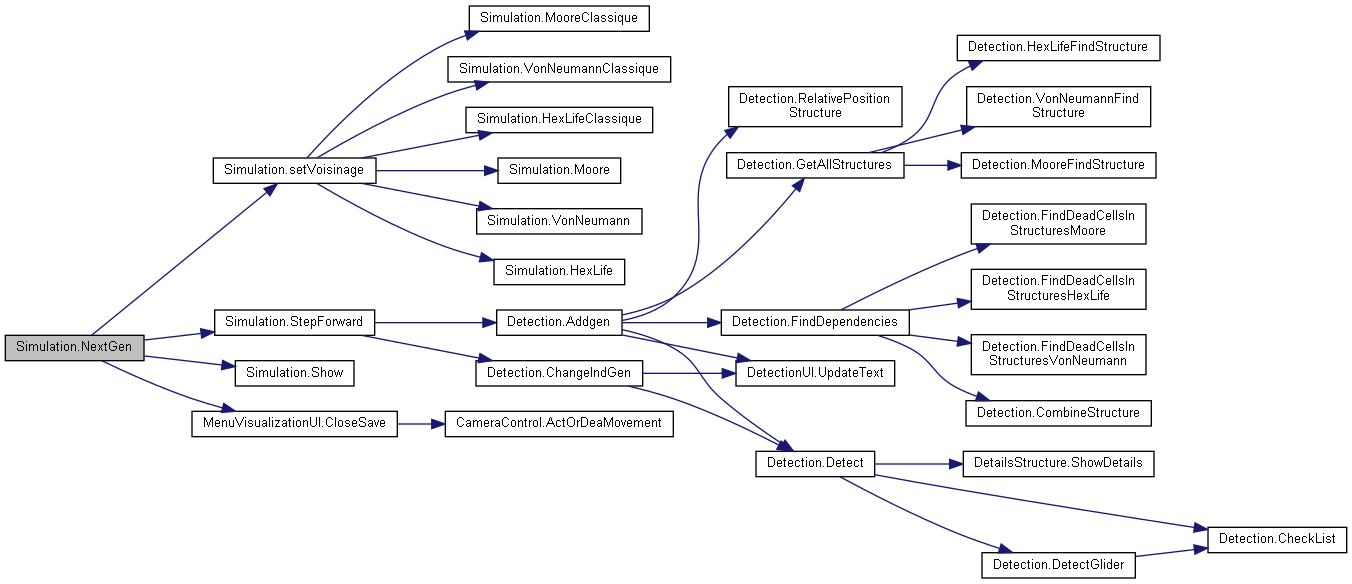 Simulation.MooreClassique
Simulation.VonNeumannClassique
Simulation.HexLifeClassique
Simulation.setVoisinage
Simulation.Moore
Simulation.VonNeumann
Simulation.HexLife
Simulation.NextGen
Simulation.StepForward
Simulation.Show
MenuVisualizationUI.CloseSave
CameraControl.ActOrDeaMovement
Detection.Addgen
Detection.ChangeIndGen
Detection.RelativePosition
Structure
Detection.GetAllStructures
Detection.FindDependencies
DetectionUI.UpdateText
Detection.Detect
Detection.HexLifeFindStructure
Detection.VonNeumannFind
Structure
Detection.MooreFindStructure
Detection.FindDeadCellsIn
StructuresMoore
Detection.FindDeadCellsIn
StructuresHexLife
Detection.FindDeadCellsIn
StructuresVonNeumann
Detection.CombineStructure
DetailsStructure.ShowDetails
Detection.DetectGlider
Detection.CheckList